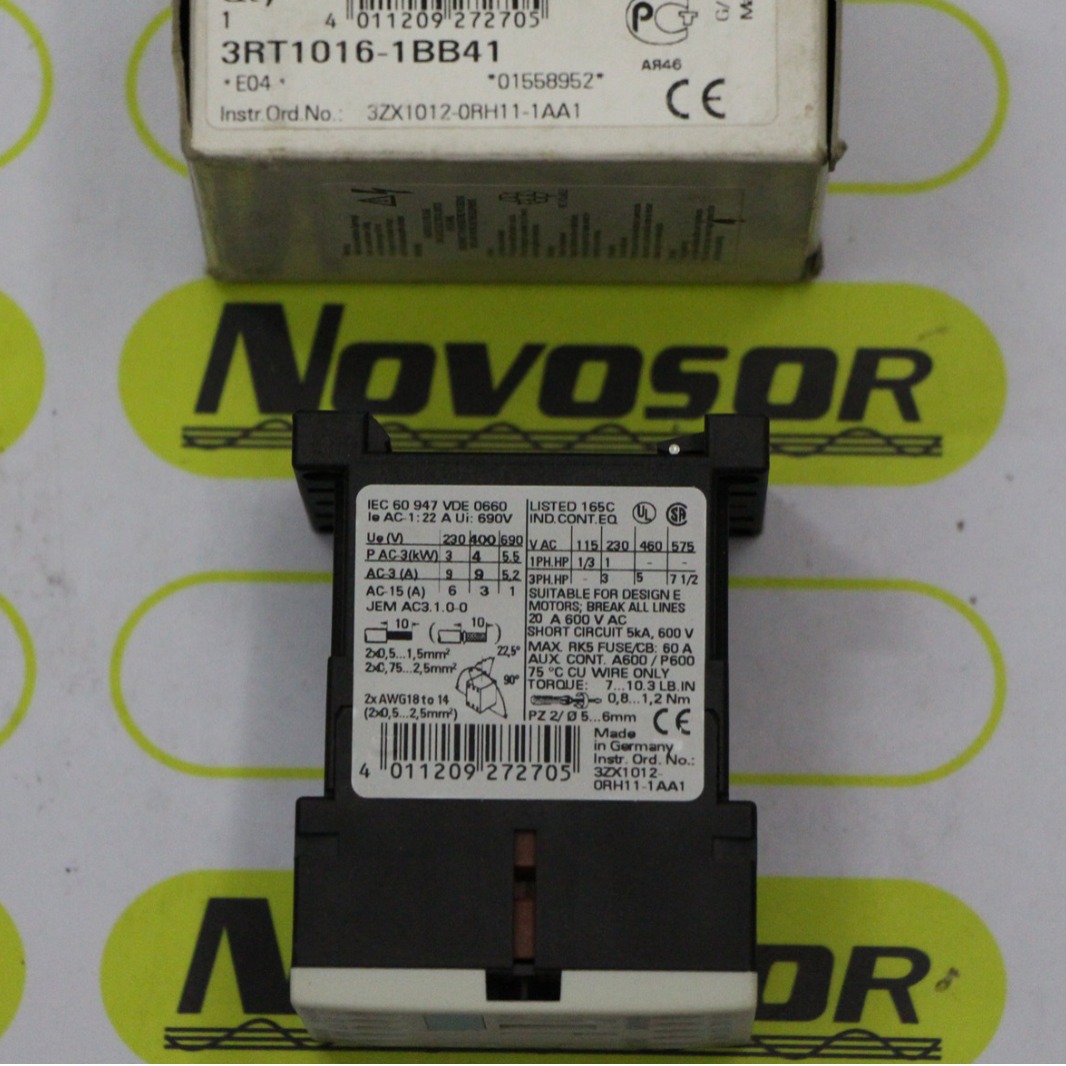 1
4 011209 272705
3RT1016-1BB41
*E04* *01558952*
Instr.Ord.No.: 3ZX1012-0RH11-1AA1
PC
АЯ46
CE
G/
NOVOSOR
IEC 60 947 VDE 0660
Ie AC-1: 22 A Ui: 690V
Ue (V) 230 400 690
P AC-3(kW) 3 4 5.5
AC-3 (A) 9 9 5,2
AC-15 (A) 6 3 1
JEM AC3.1.0-0
10 10
2x0,5...1,5mm²
2x0,75...2,5mm²
22,5°
90°
2x AWG18 to 14
(2x0,5...2,5mm²)
4 011209 272705
LISTED 165C
IND.CONT.EQ
UL SA
V AC 115 230 460 575
1PH.HP 1/3 1 - -
3PH.HP - 3 5 7 1/2
SUITABLE FOR DESIGN E
MOTORS; BREAK ALL LINES
20 A 600 V AC
SHORT CIRCUIT 5kA, 600 V
MAX. RK5 FUSE/CB: 60 A
AUX. CONT. A600 / P600
75 °C CU WIRE ONLY
TORQUE: 7...10.3 LB.IN
0,8...1,2 Nm
PZ 2/ Ø 5...6mm CE
Made
in Germany
Instr. Ord. No.:
3ZX1012-
0RH11-1AA1
OR